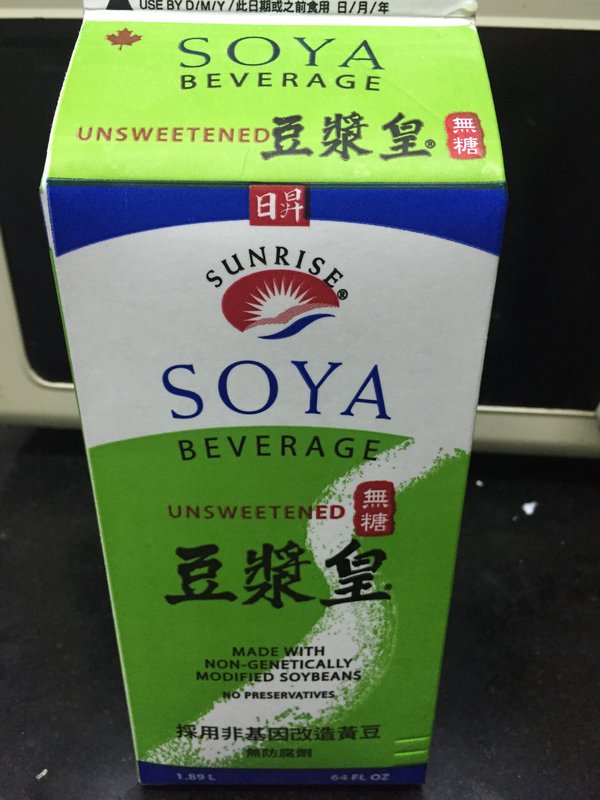 USE BY D/M/Y/此日期或之前食用 日/月/年
SOYA
BEVERAGE
UNSWEETENED 豆漿皇® 無糖
日昇
SUNRISE®
SOYA
BEVERAGE
UNSWEETENED 無糖
豆漿皇
MADE WITH
NON-GENETICALLY
MODIFIED SOYBEANS
NO PRESERVATIVES
採用非基因改造黃豆
無防腐劑
1.89 L 64 FL OZ